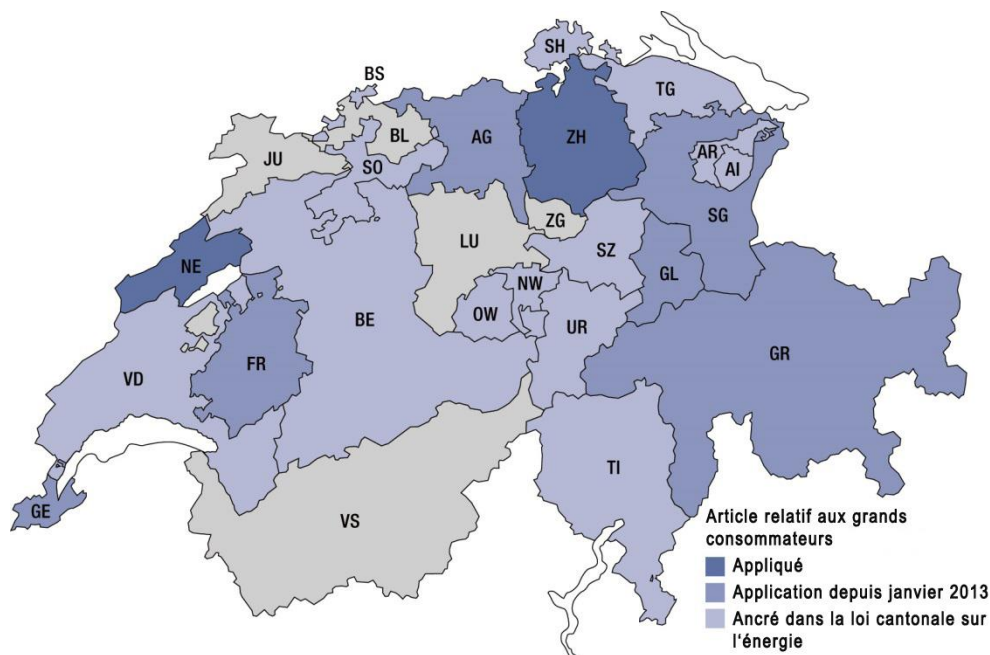 SH
BS
TG
BL
AG
ZH
AR
JU
SO
AI
ZG
SG
LU
SZ
NE
GL
NW
OW
BE
UR
GR
FR
VD
TI
GE
VS
Article relatif aux grands
consommateurs
Appliqué
Application depuis janvier 2013
Ancré dans la loi cantonale sur
l'énergie